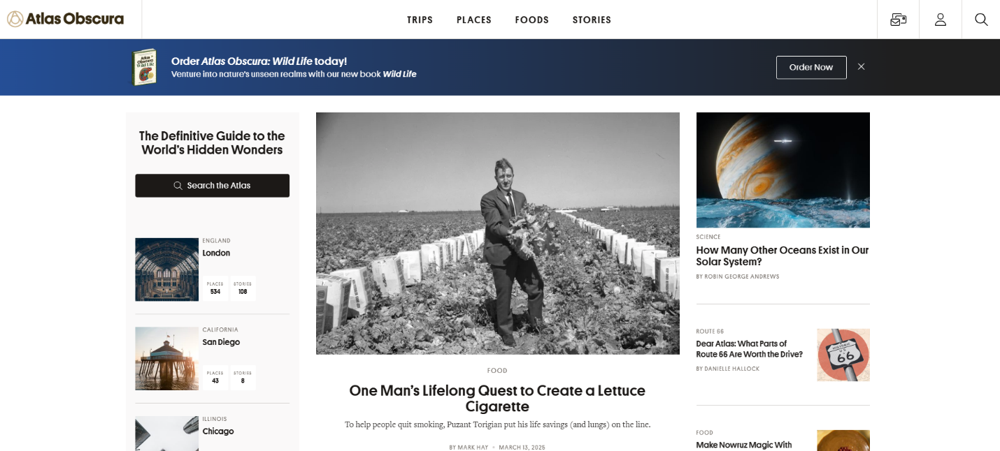 Atlas Obscura
TRIPS
PLACES
FOODS
STORIES
Order Atlas Obscura: Wild Life today!
Venture into nature's unseen realms with our new book Wild Life
Order Now
Atlas
Obscura
Wild Life
The Definitive Guide to the
World's Hidden Wonders
Search the Atlas
ENGLAND
London
PLACES
534
STORIES
108
CALIFORNIA
San Diego
PLACES
43
STORIES
8
ILLINOIS
Chicago
FOOD
One Man's Lifelong Quest to Create a Lettuce
Cigarette
To help people quit smoking, Puzant Torigian put his life savings (and lungs) on the line.
BY MARK HAY • MARCH 13, 2025
SCIENCE
How Many Other Oceans Exist in Our
Solar System?
BY ROBIN GEORGE ANDREWS
ROUTE 66
Dear Atlas: What Parts of
Route 66 Are Worth the Drive?
BY DANIELLE HALLOCK
HISTORIC
U S
66
FOOD
Make Nowruz Magic With